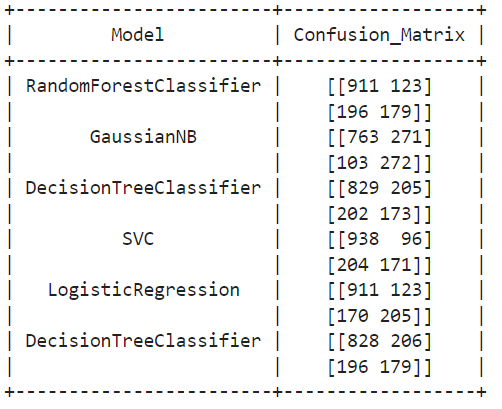 +------------------------+------------------+
|         Model          | Confusion_Matrix |
+------------------------+------------------+
| RandomForestClassifier |    [[911 123]    |
|                        |    [196 179]]    |
|       GaussianNB       |    [[763 271]    |
|                        |    [103 272]]    |
| DecisionTreeClassifier |    [[829 205]    |
|                        |    [202 173]]    |
|          SVC           |    [[938  96]    |
|                        |    [204 171]]    |
|   LogisticRegression   |    [[911 123]    |
|                        |    [170 205]]    |
| DecisionTreeClassifier |    [[828 206]    |
|                        |    [196 179]]    |
+------------------------+------------------+